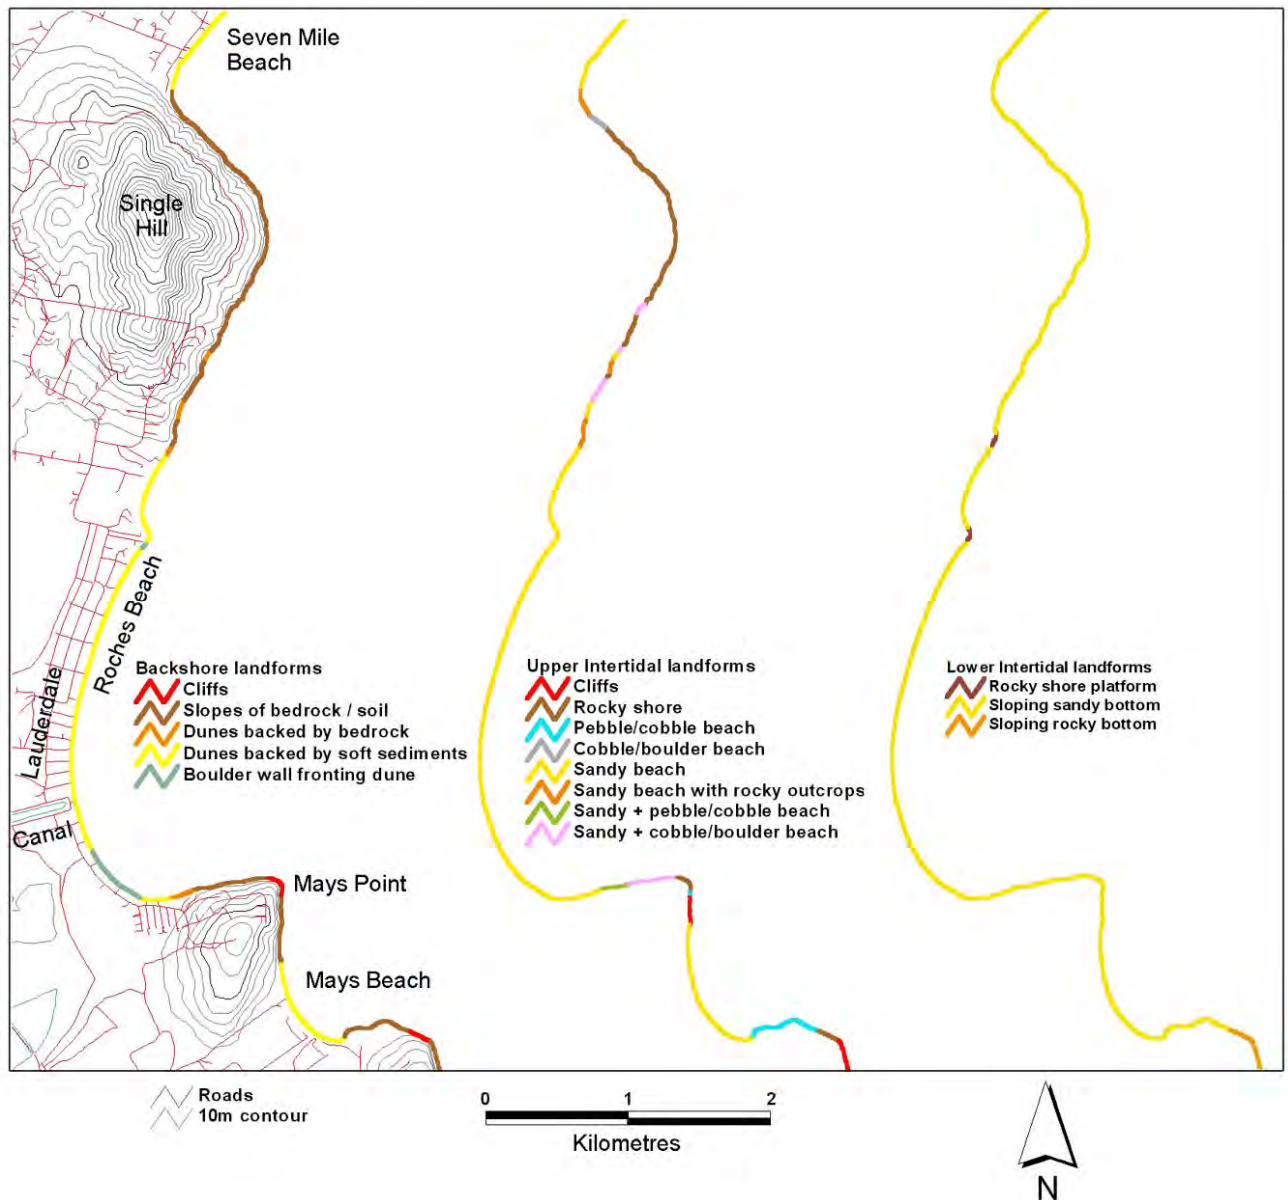 Seven Mile
Beach
Single
Hill
Roches Beach
Lauderdale
Canal
Mays Point
Mays Beach
Backshore landforms
Cliffs
Slopes of bedrock / soil
Dunes backed by bedrock
Dunes backed by soft sediments
Boulder wall fronting dune
Upper Intertidal landforms
Cliffs
Rocky shore
Pebble/cobble beach
Cobble/boulder beach
Sandy beach
Sandy beach with rocky outcrops
Sandy + pebble/cobble beach
Sandy + cobble/boulder beach
Lower Intertidal landforms
Rocky shore platform
Sloping sandy bottom
Sloping rocky bottom
Roads
10m contour
0 1 2
Kilometres
N